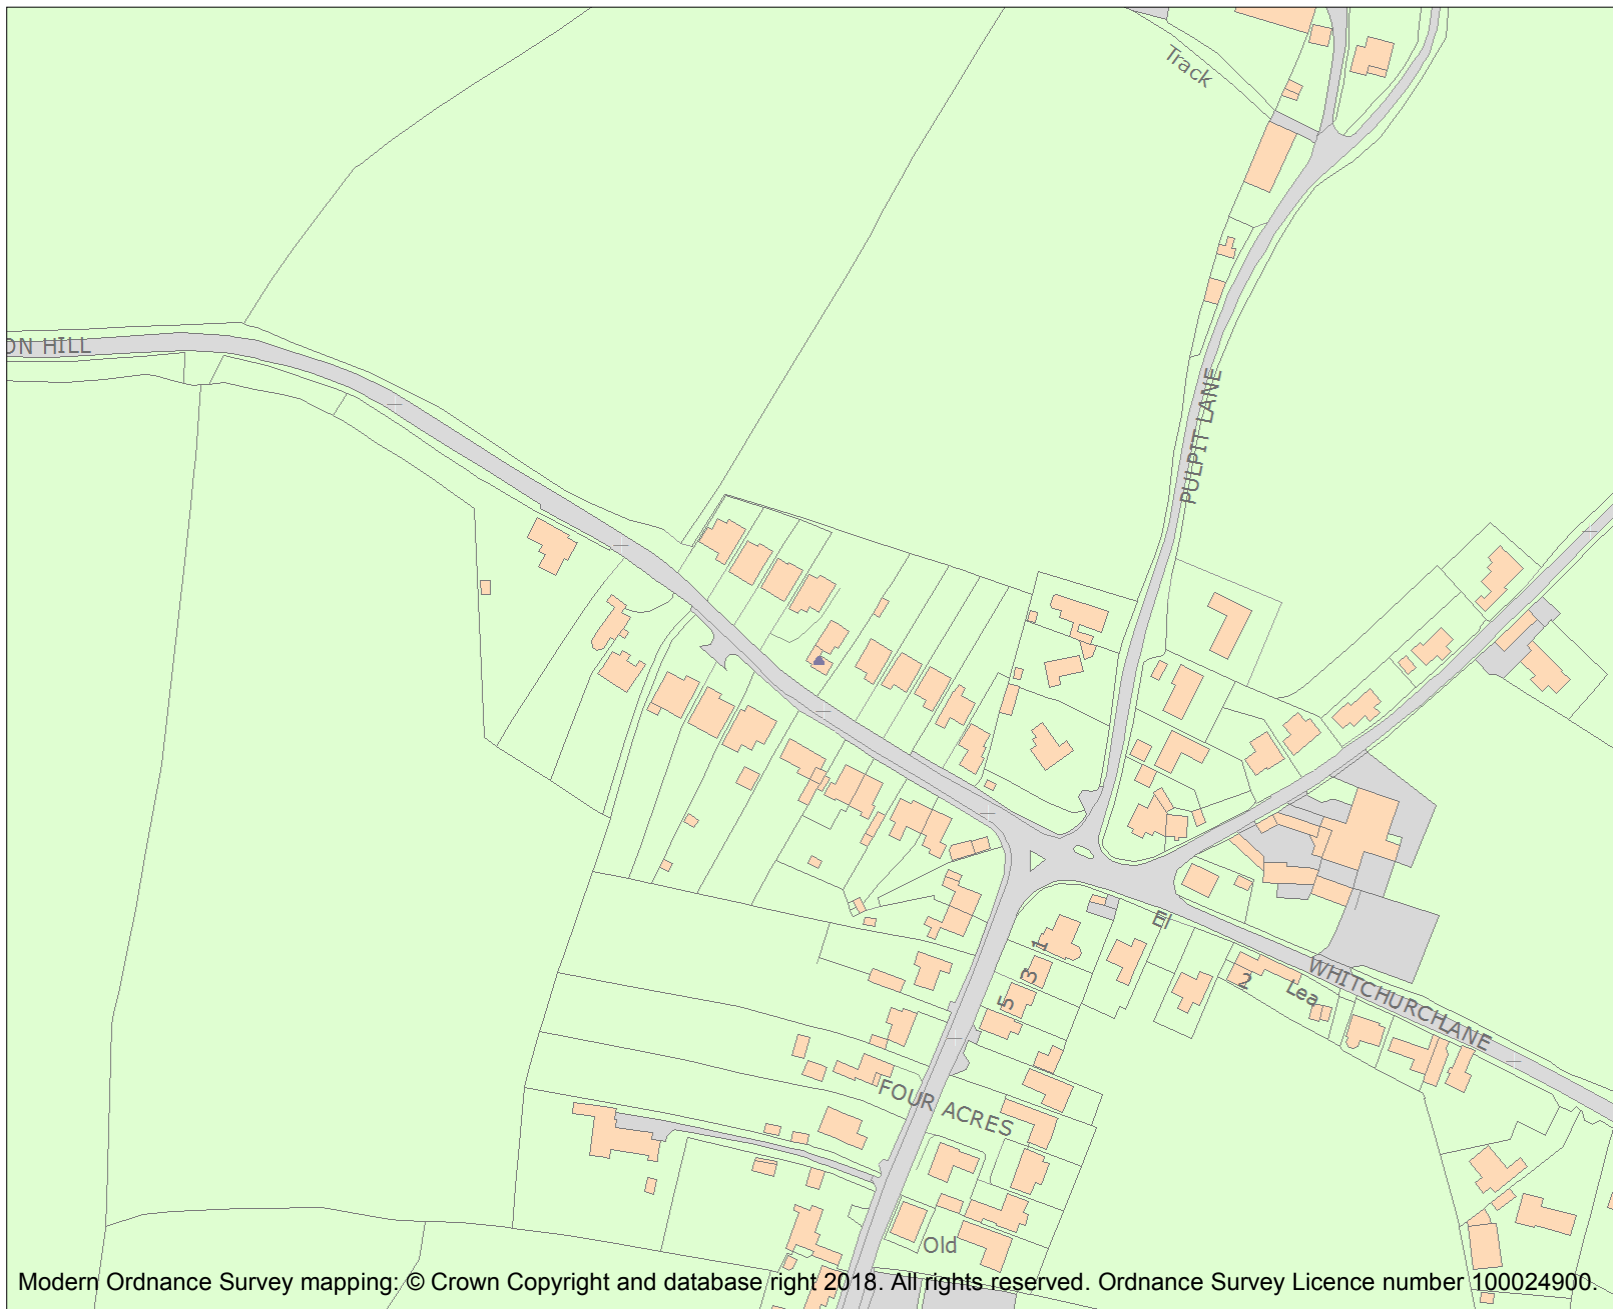 Track
ON HILL
PULPIT LANE
El
1
3
5
2
Lea
WHITCHURCH LANE
FOUR ACRES
Old
Modern Ordnance Survey mapping: © Crown Copyright and database right 2018. All rights reserved. Ordnance Survey Licence number 100024900.